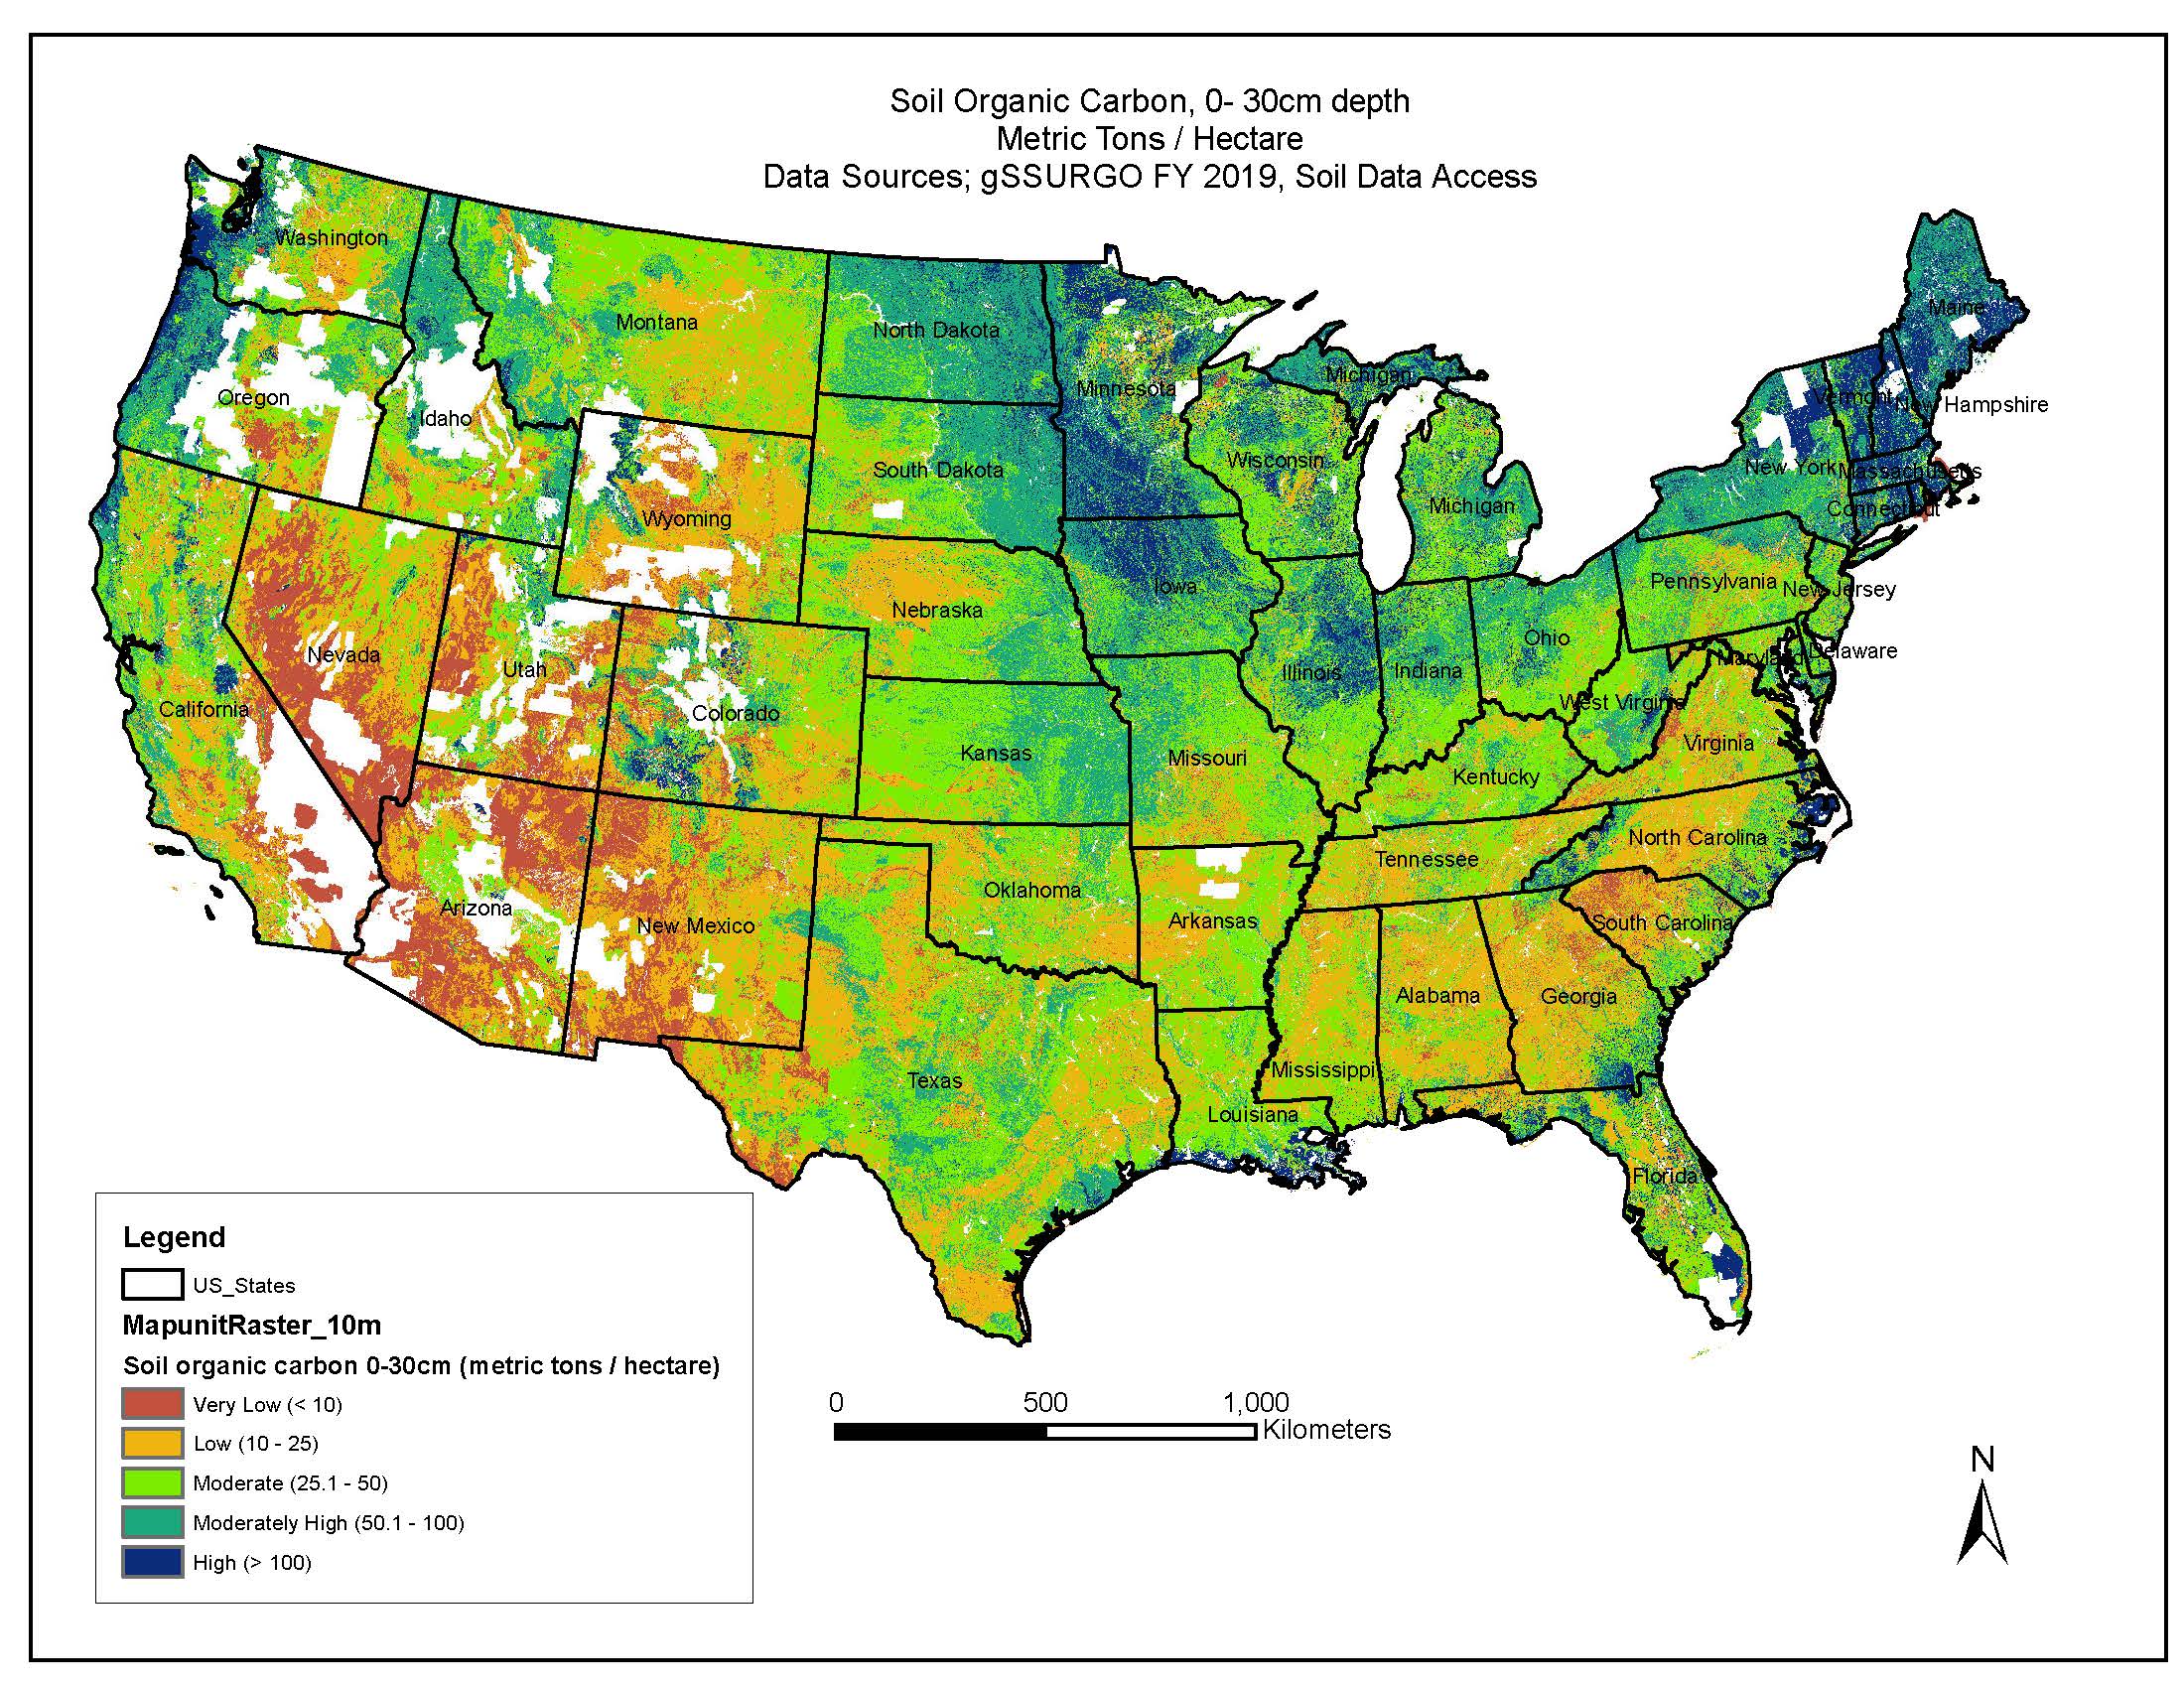 Soil Organic Carbon, 0- 30cm depth
Metric Tons / Hectare
Data Sources; gSSURGO FY 2019, Soil Data Access
Washington
Montana
North Dakota
Minnesota
Michigan
Maine
Oregon
Idaho
Vermont
New Hampshire
South Dakota
Wisconsin
Michigan
New York
Massachusetts
Wyoming
Connecticut
Nebraska
Iowa
Pennsylvania
New Jersey
Nevada
Utah
Illinois
Indiana
Ohio
Maryland
Delaware
California
Colorado
West Virginia
Kansas
Missouri
Virginia
Kentucky
Tennessee
North Carolina
Arizona
New Mexico
Oklahoma
Arkansas
South Carolina
Alabama
Georgia
Texas
Mississippi
Louisiana
Florida
Legend
US_States
MapunitRaster_10m
Soil organic carbon 0-30cm (metric tons / hectare)
Very Low (< 10)
Low (10 - 25)
Moderate (25.1 - 50)
Moderately High (50.1 - 100)
High (> 100)
0 500 1,000
Kilometers
N